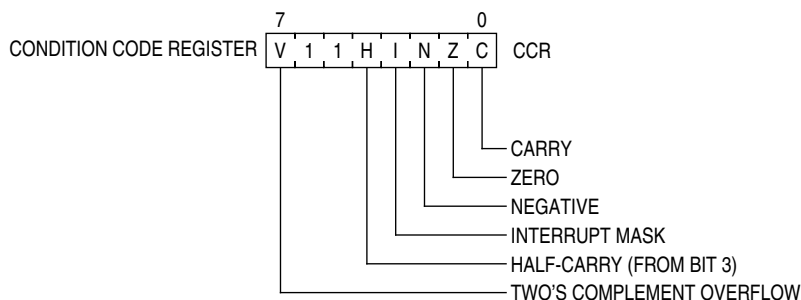 7 0
CONDITION CODE REGISTER V 1 1 H I N Z C CCR
CARRY
ZERO
NEGATIVE
INTERRUPT MASK
HALF-CARRY (FROM BIT 3)
TWO'S COMPLEMENT OVERFLOW